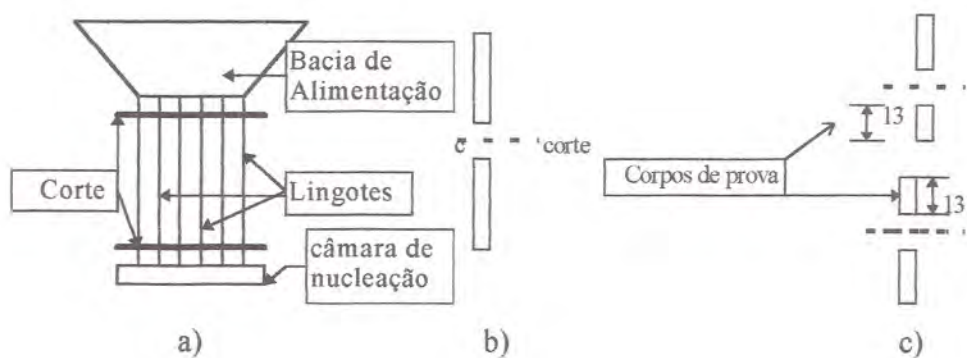 Bacia de
Alimentação
Corte
Lingotes
câmara de
nucleação
a)
c
corte
b)
13
Corpos de prova
13
c)